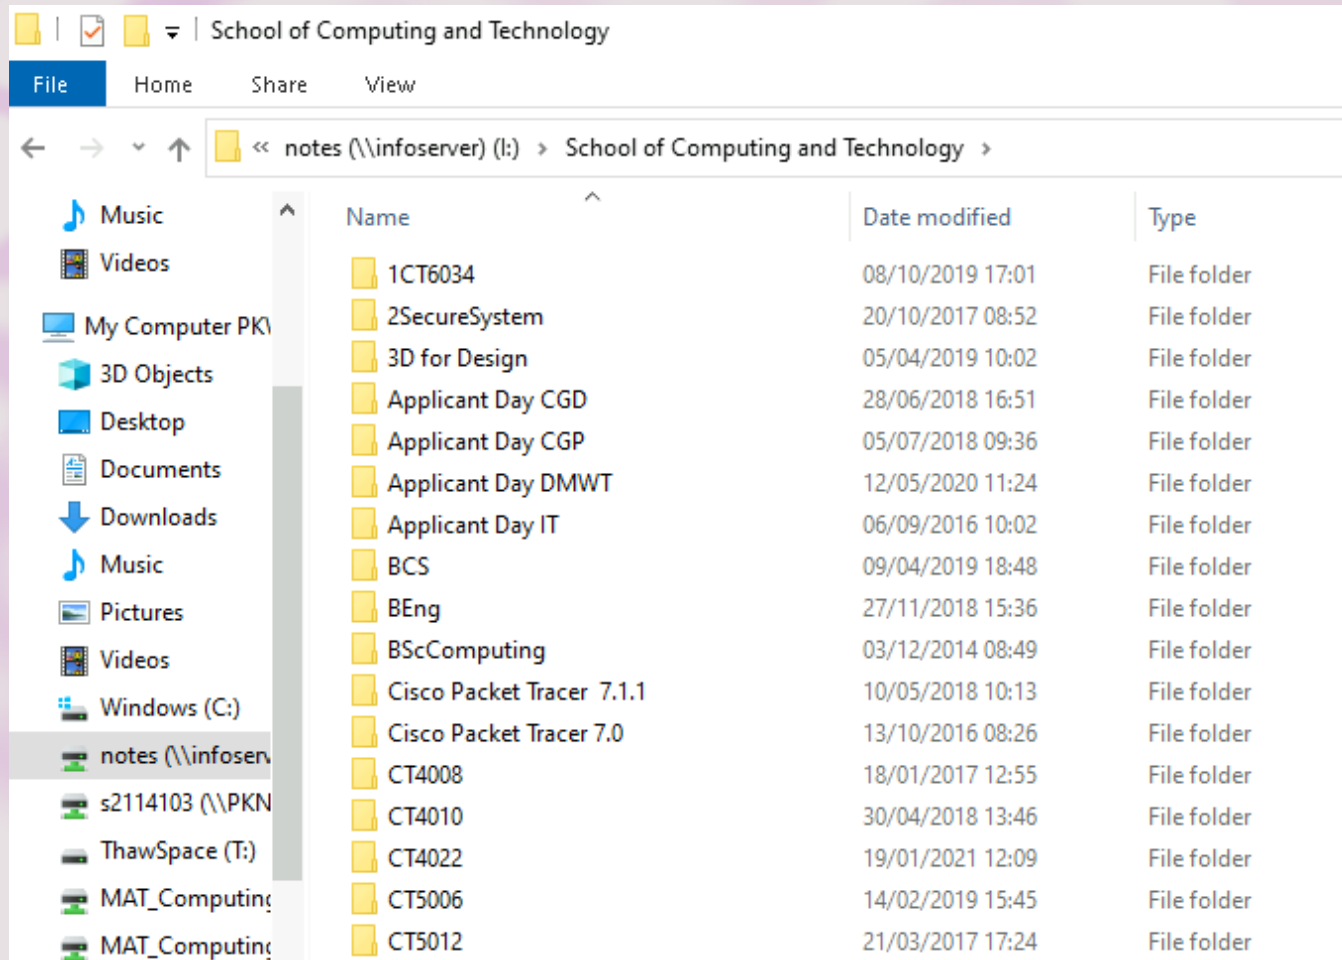 School of Computing and Technology
File Home Share View
« notes (\\infoserver) (I:) > School of Computing and Technology >
Music
Videos
My Computer PK
3D Objects
Desktop
Documents
Downloads
Music
Pictures
Videos
Windows (C:)
notes (\\infoserv
s2114103 (\\PKN
ThawSpace (T:)
MAT_Computing
MAT_Computing
Name Date modified Type
1CT6034 08/10/2019 17:01 File folder
2SecureSystem 20/10/2017 08:52 File folder
3D for Design 05/04/2019 10:02 File folder
Applicant Day CGD 28/06/2018 16:51 File folder
Applicant Day CGP 05/07/2018 09:36 File folder
Applicant Day DMWT 12/05/2020 11:24 File folder
Applicant Day IT 06/09/2016 10:02 File folder
BCS 09/04/2019 18:48 File folder
BEng 27/11/2018 15:36 File folder
BScComputing 03/12/2014 08:49 File folder
Cisco Packet Tracer  7.1.1 10/05/2018 10:13 File folder
Cisco Packet Tracer 7.0 13/10/2016 08:26 File folder
CT4008 18/01/2017 12:55 File folder
CT4010 30/04/2018 13:46 File folder
CT4022 19/01/2021 12:09 File folder
CT5006 14/02/2019 15:45 File folder
CT5012 21/03/2017 17:24 File folder